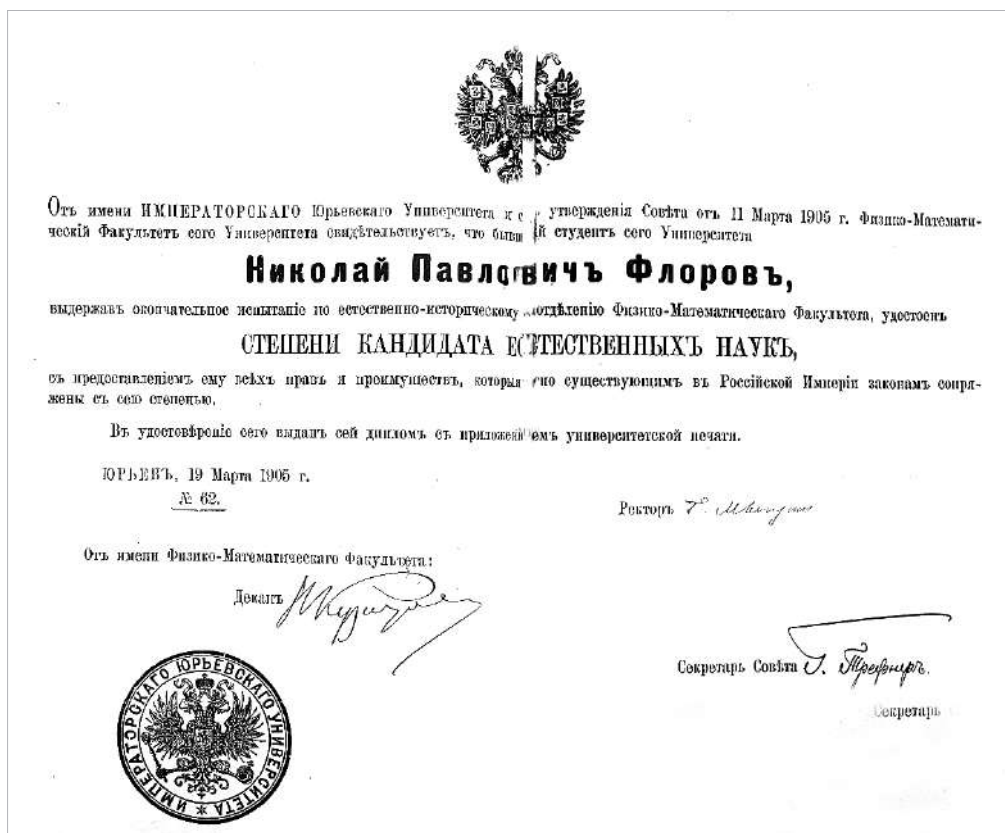 Отъ имени ИМПЕРАТОРСКАГО Юрьевскаго Университета и с утвержденія Совѣта отъ 11 Марта 1905 г. Физико-Математи-
ческій Факультетъ сего Университета свидѣтельствуетъ, что бывшій студентъ сего Университета
Николай Павловичъ Флоровъ,
выдержавъ окончательное испытаніе по естественно-историческому отдѣленію Физико-Математическаго Факультета, удостоенъ
СТЕПЕНИ КАНДИДАТА ЕСТЕСТВЕННЫХЪ НАУКЪ,
съ предоставленіемъ ему всѣхъ правъ и преимуществъ, которыя по существующимъ въ Россійской Имперіи законамъ сопря-
жены съ сею степенью.
Въ удостовѣреніе сего выданъ сей дипломъ съ приложеніемъ университетской печати.
ЮРЬЕВЪ, 19 Марта 1905 г.
№ 62.
Ректоръ
Отъ имени Физико-Математическаго Факультета:
Деканъ
Секретарь Совѣта Г. Трефнеръ.
Секретарь
ИМПЕРАТОРСКАГО ЮРЬЕВСКАГО УНИВЕРСИТЕТА